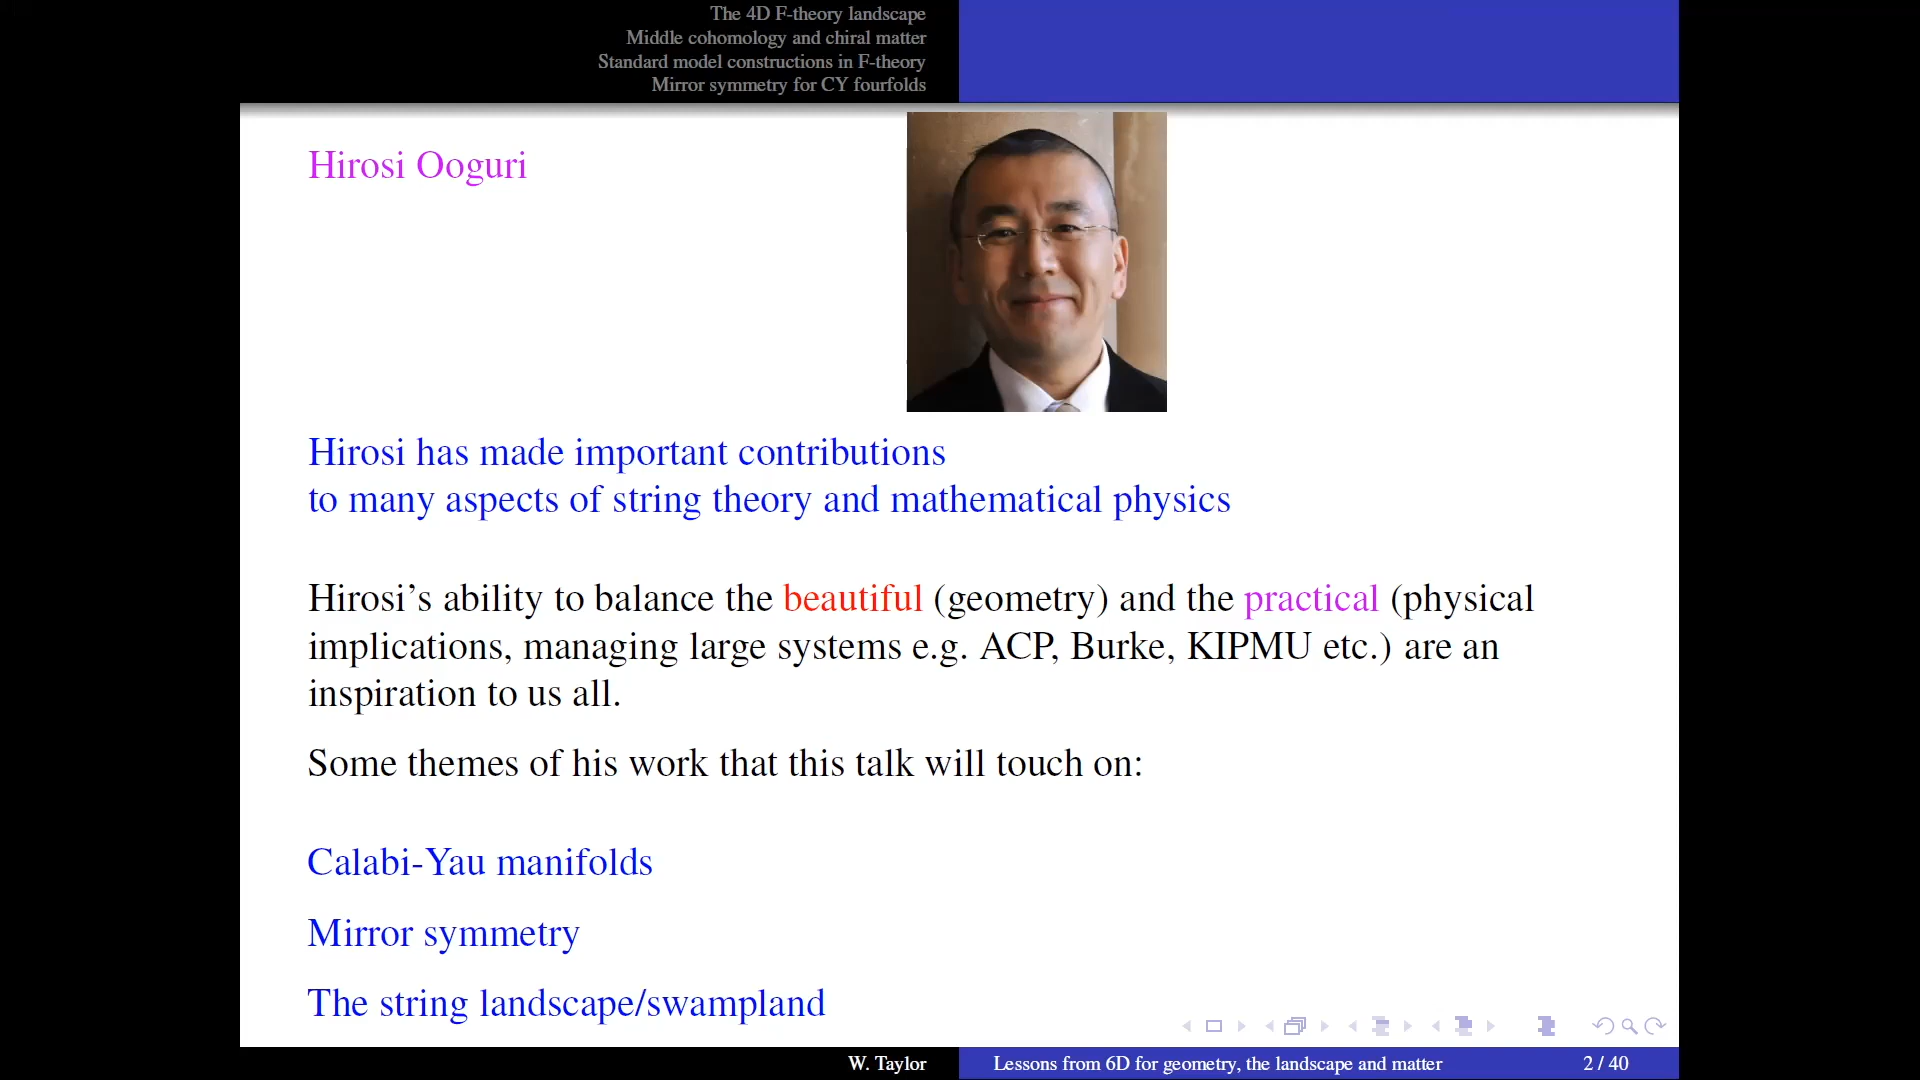 The 4D F-theory landscape
Middle cohomology and chiral matter
Standard model constructions in F-theory
Mirror symmetry for CY fourfolds
Hirosi Ooguri
Hirosi has made important contributions
to many aspects of string theory and mathematical physics
Hirosi’s ability to balance the beautiful (geometry) and the practical (physical
implications, managing large systems e.g. ACP, Burke, KIPMU etc.) are an
inspiration to us all.
Some themes of his work that this talk will touch on:
Calabi-Yau manifolds
Mirror symmetry
The string landscape/swampland
W. Taylor
Lessons from 6D for geometry, the landscape and matter
2 / 40